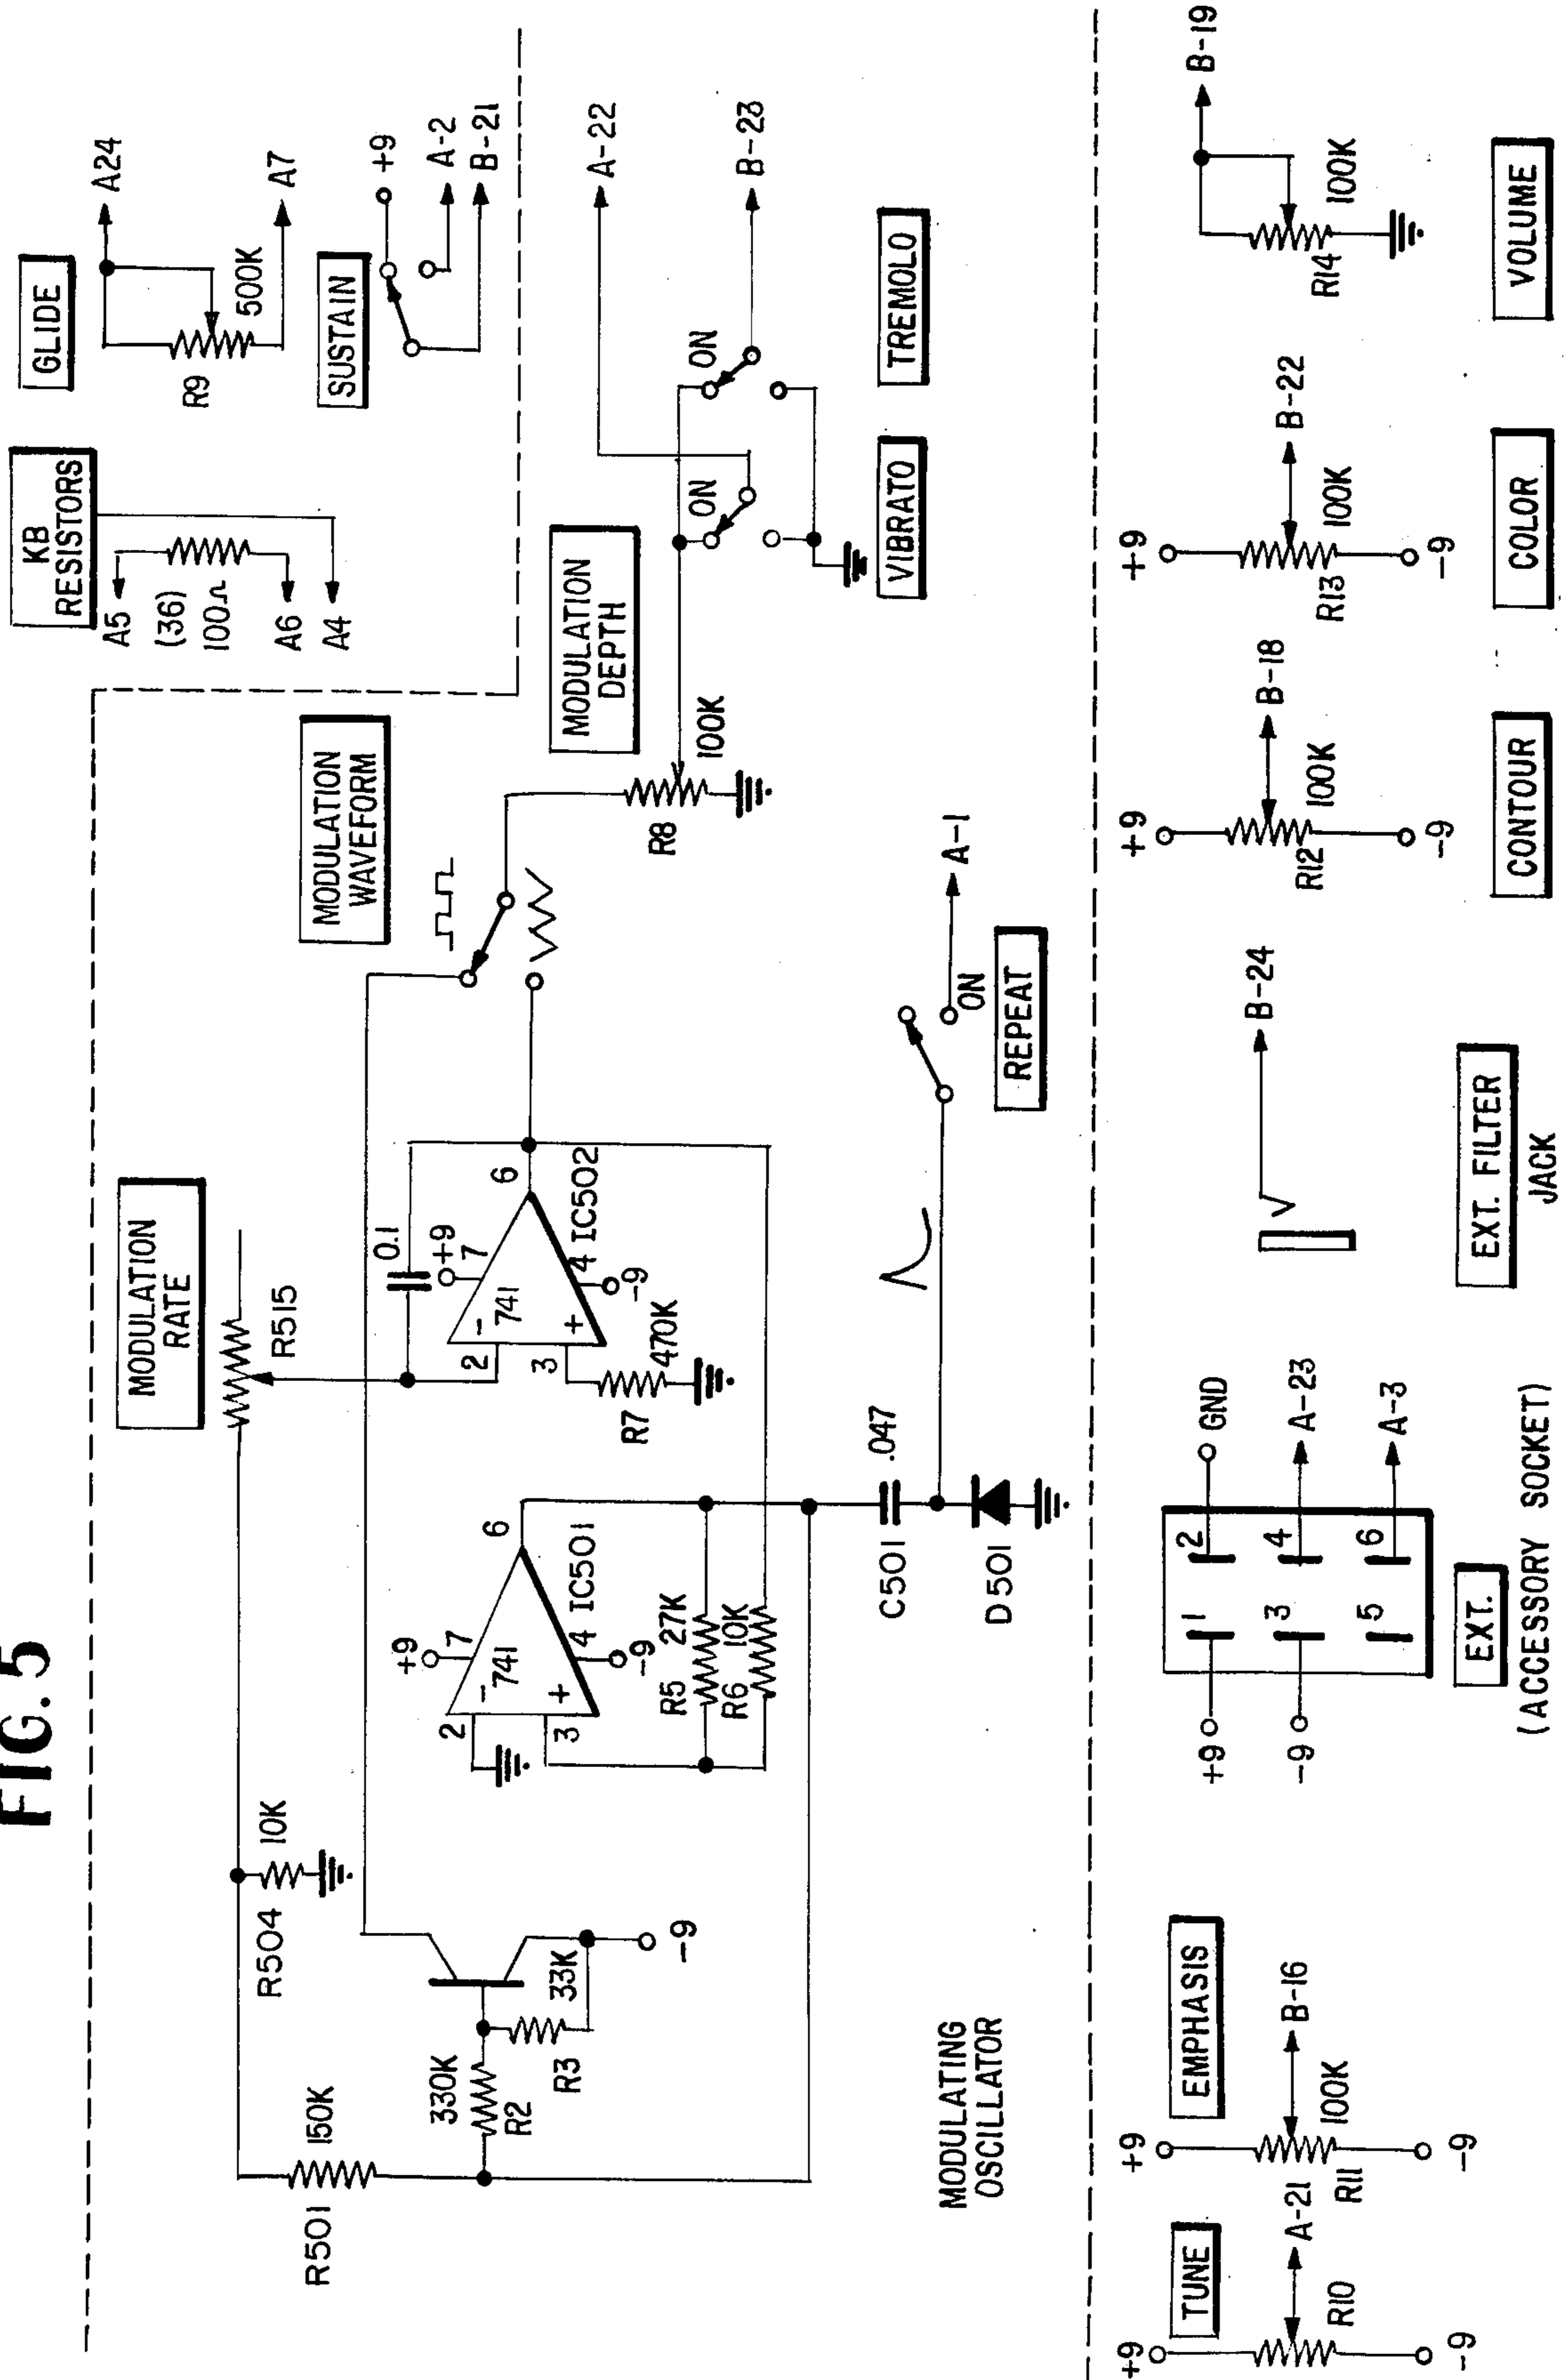 FIG. 5
MODULATION
RATE
R515
R501
150K
R504
10K
330K
R2
R3
33K
-9
+9
7
2
-
741
3
+
4
-9
6
IC501
R5
27K
R6
10K
0.1
+9
7
2
-
741
3
+
4
-9
6
IC502
R7
470K
C501
.047
D501
MODULATING
OSCILLATOR
MODULATION
WAVEFORM
R8
100K
MODULATION
DEPTH
ON
A-1
REPEAT
KB
RESISTORS
A5
(36)
100Ω
A6
A4
GLIDE
A24
R9
500K
A7
SUSTAIN
+9
A-2
B-21
A-22
ON
ON
B-23
VIBRATO
TREMOLO
TUNE
+9
A-21
R10
-9
EMPHASIS
+9
B-16
R11
100K
-9
+9
1
2
GND
-9
3
4
A-23
5
6
A-3
EXT.
(ACCESSORY SOCKET)
B-24
EXT. FILTER
JACK
+9
B-18
R12
100K
-9
CONTOUR
+9
B-22
R13
100K
-9
COLOR
B-19
R14
100K
VOLUME